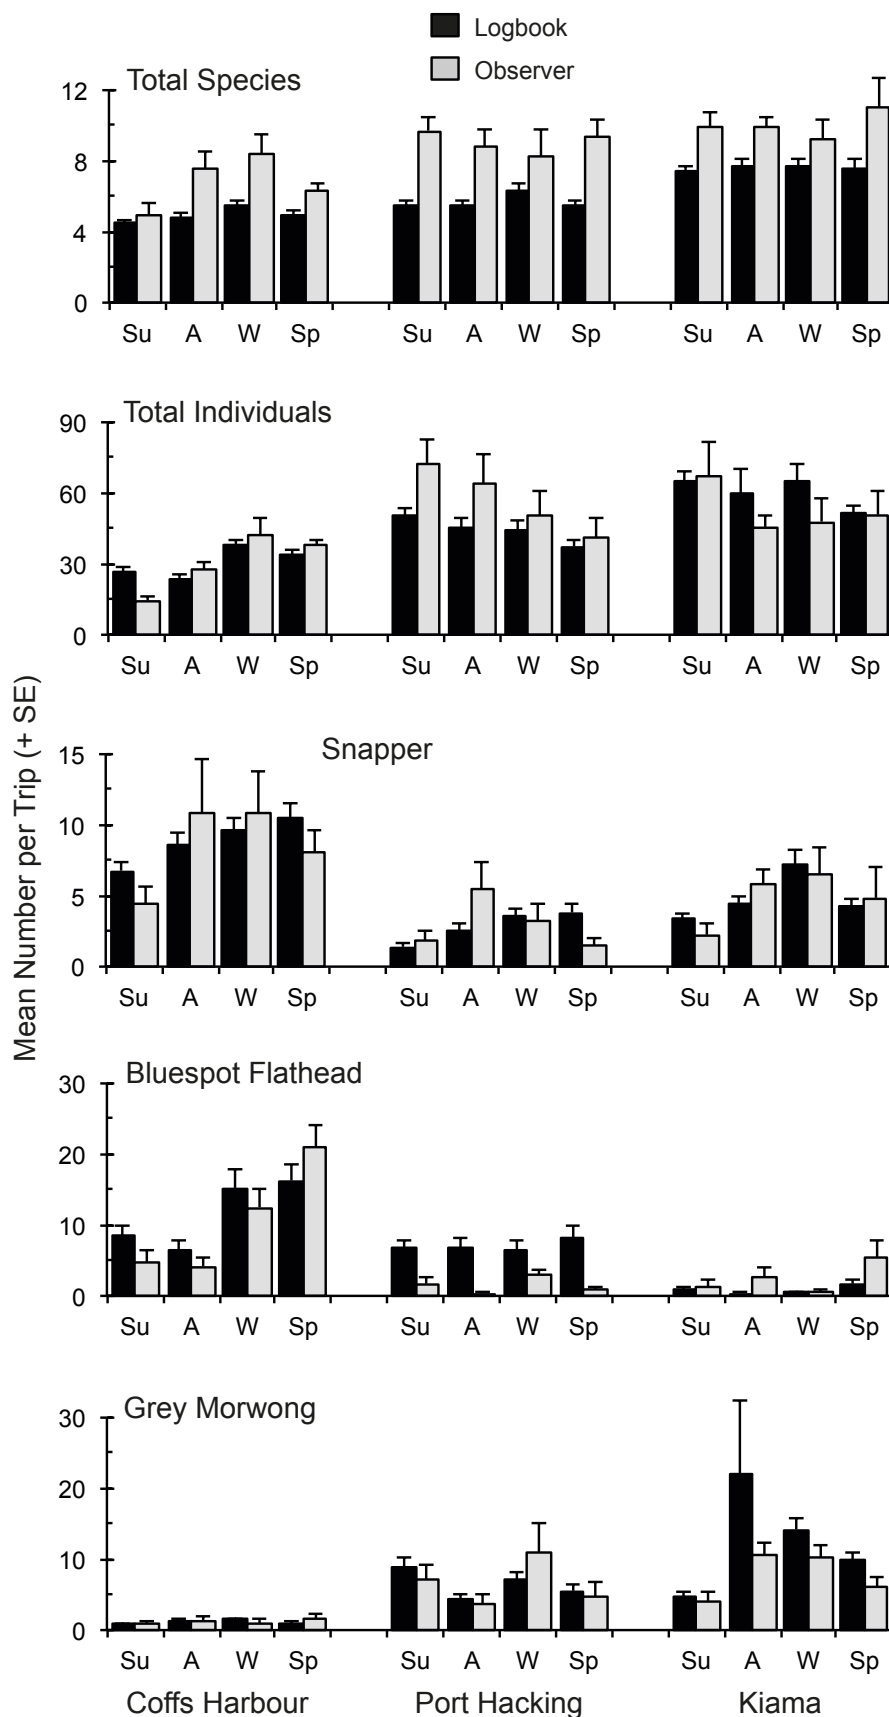 Logbook
Observer
Total Species
12
8
4
0
Su A W Sp Su A W Sp Su A W Sp
Total Individuals
90
60
30
0
Su A W Sp Su A W Sp Su A W Sp
Mean Number per Trip (+ SE)
Snapper
15
10
5
0
Su A W Sp Su A W Sp Su A W Sp
Bluespot Flathead
30
20
10
0
Su A W Sp Su A W Sp Su A W Sp
Grey Morwong
30
20
10
0
Su A W Sp Su A W Sp Su A W Sp
Coffs Harbour Port Hacking Kiama